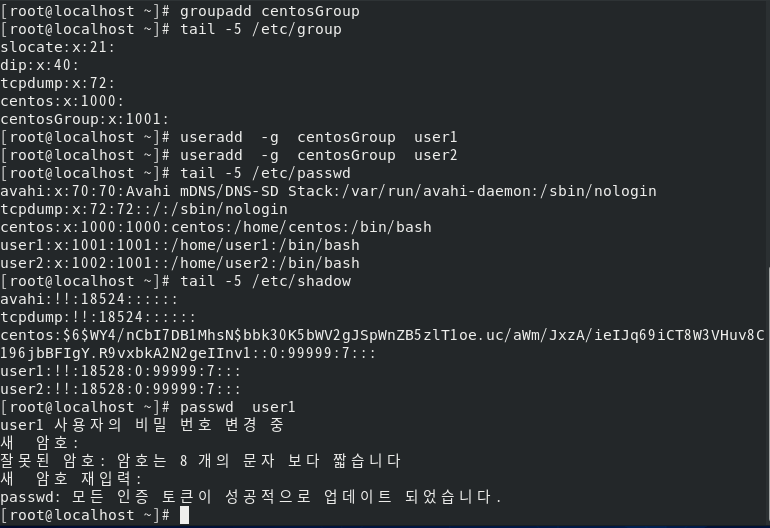 [root@localhost ~]# groupadd centosGroup
[root@localhost ~]# tail -5 /etc/group
slocate:x:21:
dip:x:40:
tcpdump:x:72:
centos:x:1000:
centosGroup:x:1001:
[root@localhost ~]# useradd  -g  centosGroup  user1
[root@localhost ~]# useradd  -g  centosGroup  user2
[root@localhost ~]# tail -5 /etc/passwd
avahi:x:70:70:Avahi mDNS/DNS-SD Stack:/var/run/avahi-daemon:/sbin/nologin
tcpdump:x:72:72::/:/sbin/nologin
centos:x:1000:1000:centos:/home/centos:/bin/bash
user1:x:1001:1001::/home/user1:/bin/bash
user2:x:1002:1001::/home/user2:/bin/bash
[root@localhost ~]# tail -5 /etc/shadow
avahi:!!:18524::::::
tcpdump:!!:18524::::::
centos:$6$WY4/nCbI7DB1MhsN$bbk30K5bWV2gJSpWnZB5zlT1oe.uc/aWm/JxzA/ieIJq69iCT8W3VHuv8C
196jbBFIgY.R9vxbkA2N2geIInv1::0:99999:7:::
user1:!!:18528:0:99999:7:::
user2:!!:18528:0:99999:7:::
[root@localhost ~]# passwd  user1
user1 사용자의 비밀 번호 변경 중
새  암호:
잘못된 암호: 암호는 8 개의 문자 보다 짧습니다
새  암호 재입력:
passwd: 모든 인증 토큰이 성공적으로 업데이트 되었습니다.
[root@localhost ~]#